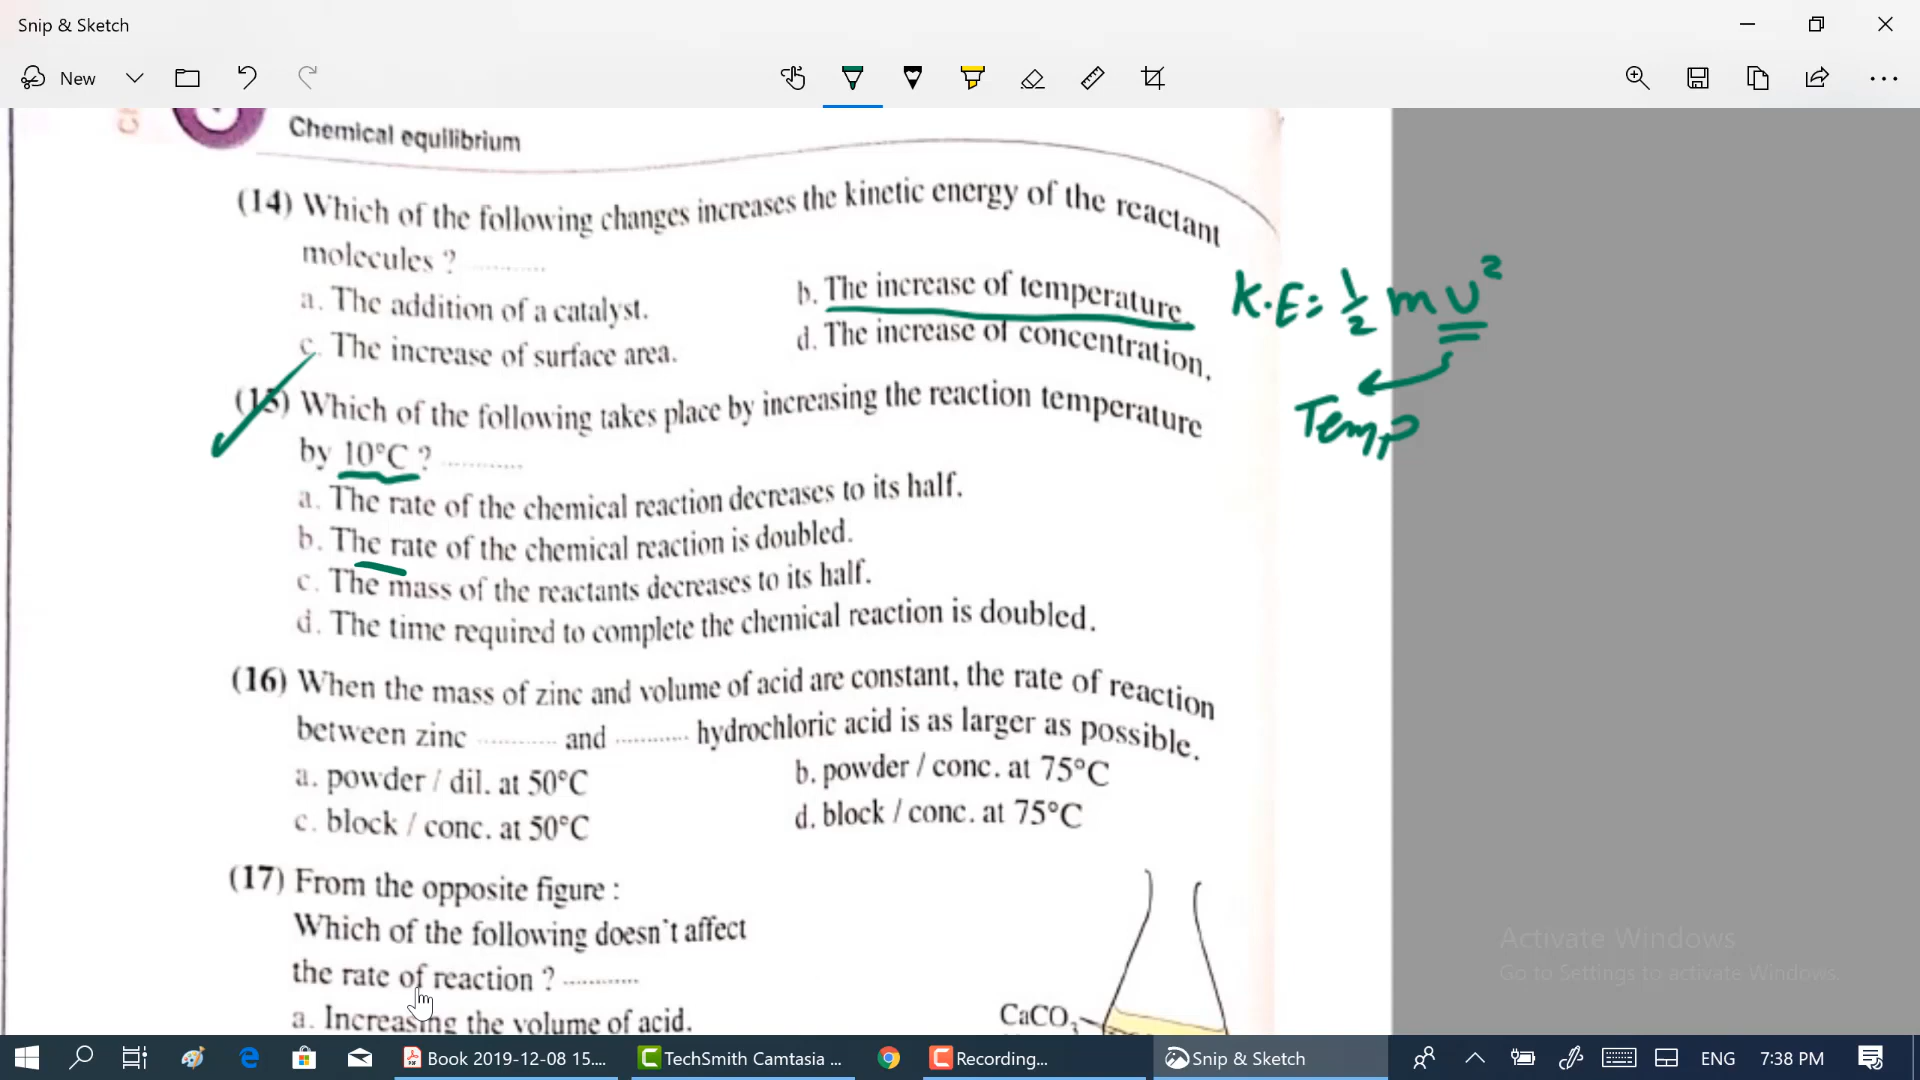 Snip & Sketch
New
Chemical equilibrium
(14) Which of the following changes increases the kinetic energy of the reactant
molecules ? ............
a. The addition of a catalyst.
b. The increase of temperature.
c. The increase of surface area.
d. The increase of concentration.
K.E = 1/2 m v²
Temp
(15) Which of the following takes place by increasing the reaction temperature
by 10°C ? ............
a. The rate of the chemical reaction decreases to its half.
b. The rate of the chemical reaction is doubled.
c. The mass of the reactants decreases to its half.
d. The time required to complete the chemical reaction is doubled.
(16) When the mass of zinc and volume of acid are constant, the rate of reaction
between zinc ............ and ............ hydrochloric acid is as larger as possible.
a. powder / dil. at 50°C
b. powder / conc. at 75°C
c. block / conc. at 50°C
d. block / conc. at 75°C
(17) From the opposite figure :
Which of the following doesn't affect
the rate of reaction ? ............
a. Increasing the volume of acid.
CaCO₃
Activate Windows
Go to Settings to activate Windows.
Book 2019-12-08 15....
TechSmith Camtasia ...
Recording...
Snip & Sketch
ENG
7:38 PM